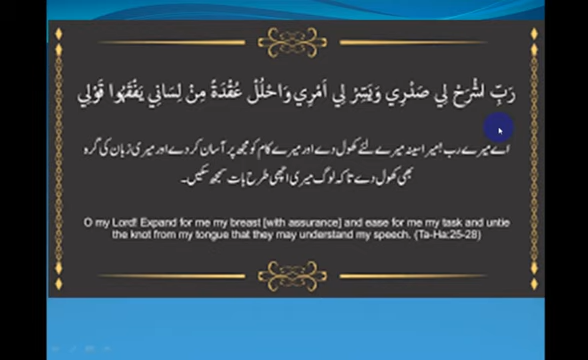 رَبِّ اشْرَحْ لِي صَدْرِي وَيَسِّرْ لِي أَمْرِي وَاحْلُلْ عُقْدَةً مِنْ لِسَانِي يَفْقَهُوا قَوْلِي
اے میرے رب! میرا سینہ میرے لئے کھول دے اور میرے کام کو مجھ پر آسان کر دے اور میری زبان کی گرہ
بھی کھول دے تاکہ لوگ میری اچھی طرح بات سمجھ سکیں۔
O my Lord! Expand for me my breast [with assurance] and ease for me my task and untie
the knot from my tongue that they may understand my speech. (Ta-Ha:25-28)